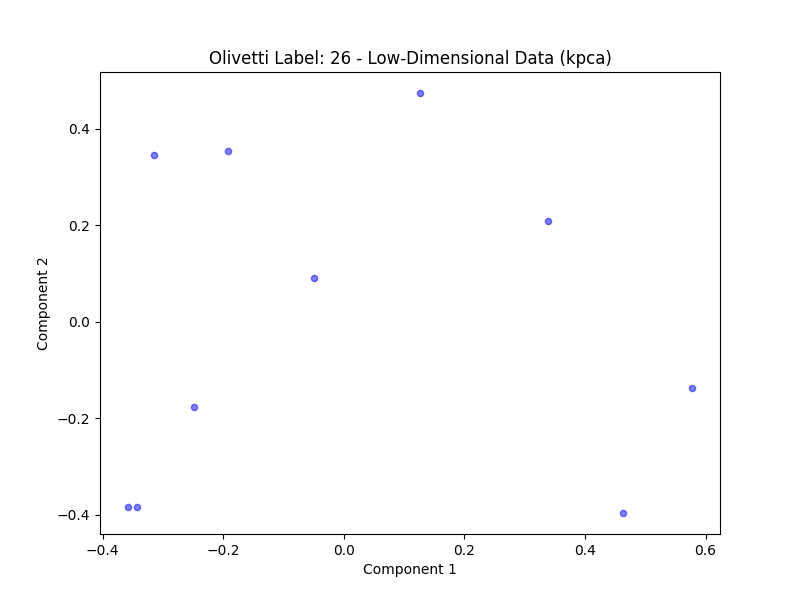 Olivetti Label: 26 - Low-Dimensional Data (kpca)
0.4
0.2
0.0
−0.2
−0.4
Component 2
−0.4 −0.2 0.0 0.2 0.4 0.6
Component 1